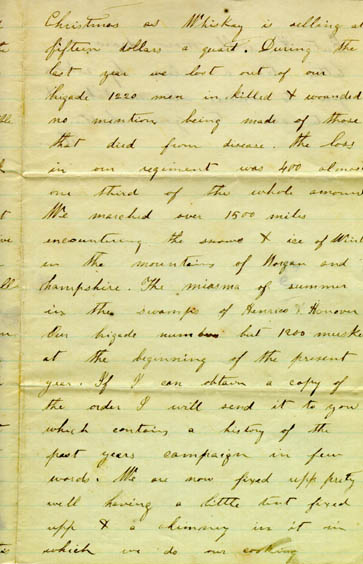 Christmas as Whiskey is selling at
fifteen dollars a quart. During the
last year we lost out of our
brigade 1220 men in killed & wounded
no mention being made of those
that died from disease. The loss
in our regiment was 400 almos
one third of the whole amoun
We marched over 1500 miles
encountering the snows & ice of Wint
in the mountains of Morgan and
hampshire. The miasma of summer
in the swamps of Henrico & Hanover
Our brigade numbers but 1200 muske
at the beginning of the present
year. If I can obtain a copy of
the order I will send it to you
which contains a history of the
past years campaign in few
words. We are now fixed upp prety
well having a little tent fixed
upp & a chimney in it in
which we do our cooking